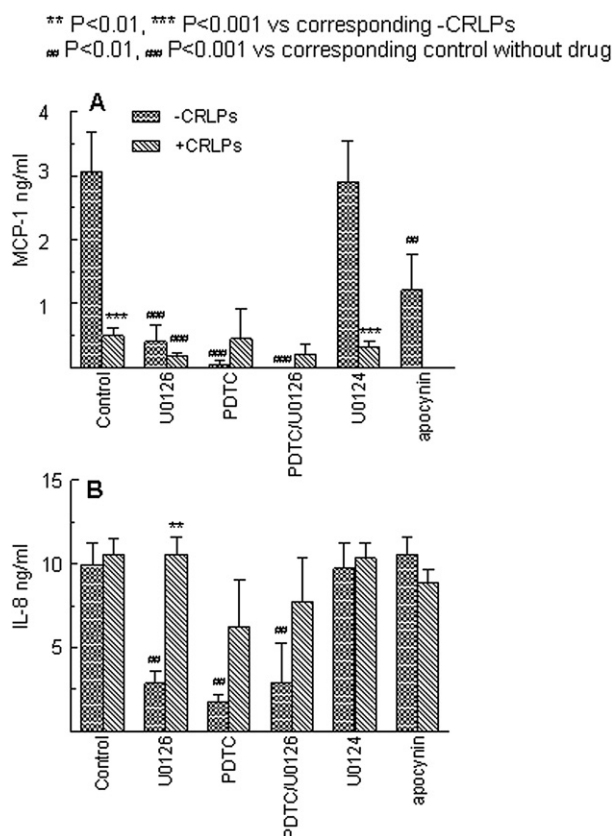 ** P<0.01, *** P<0.001 vs corresponding -CRLPs
## P<0.01, ### P<0.001 vs corresponding control without drug
A
4
3
2
1
MCP-1 ng/ml
-CRLPs
+CRLPs
***
###
###
###
###
***
##
Control
U0126
PDTC
PDTC/U0126
U0124
apocynin
B
15
10
5
IL-8 ng/ml
**
##
##
##
Control
U0126
PDTC
PDTC/U0126
U0124
apocynin